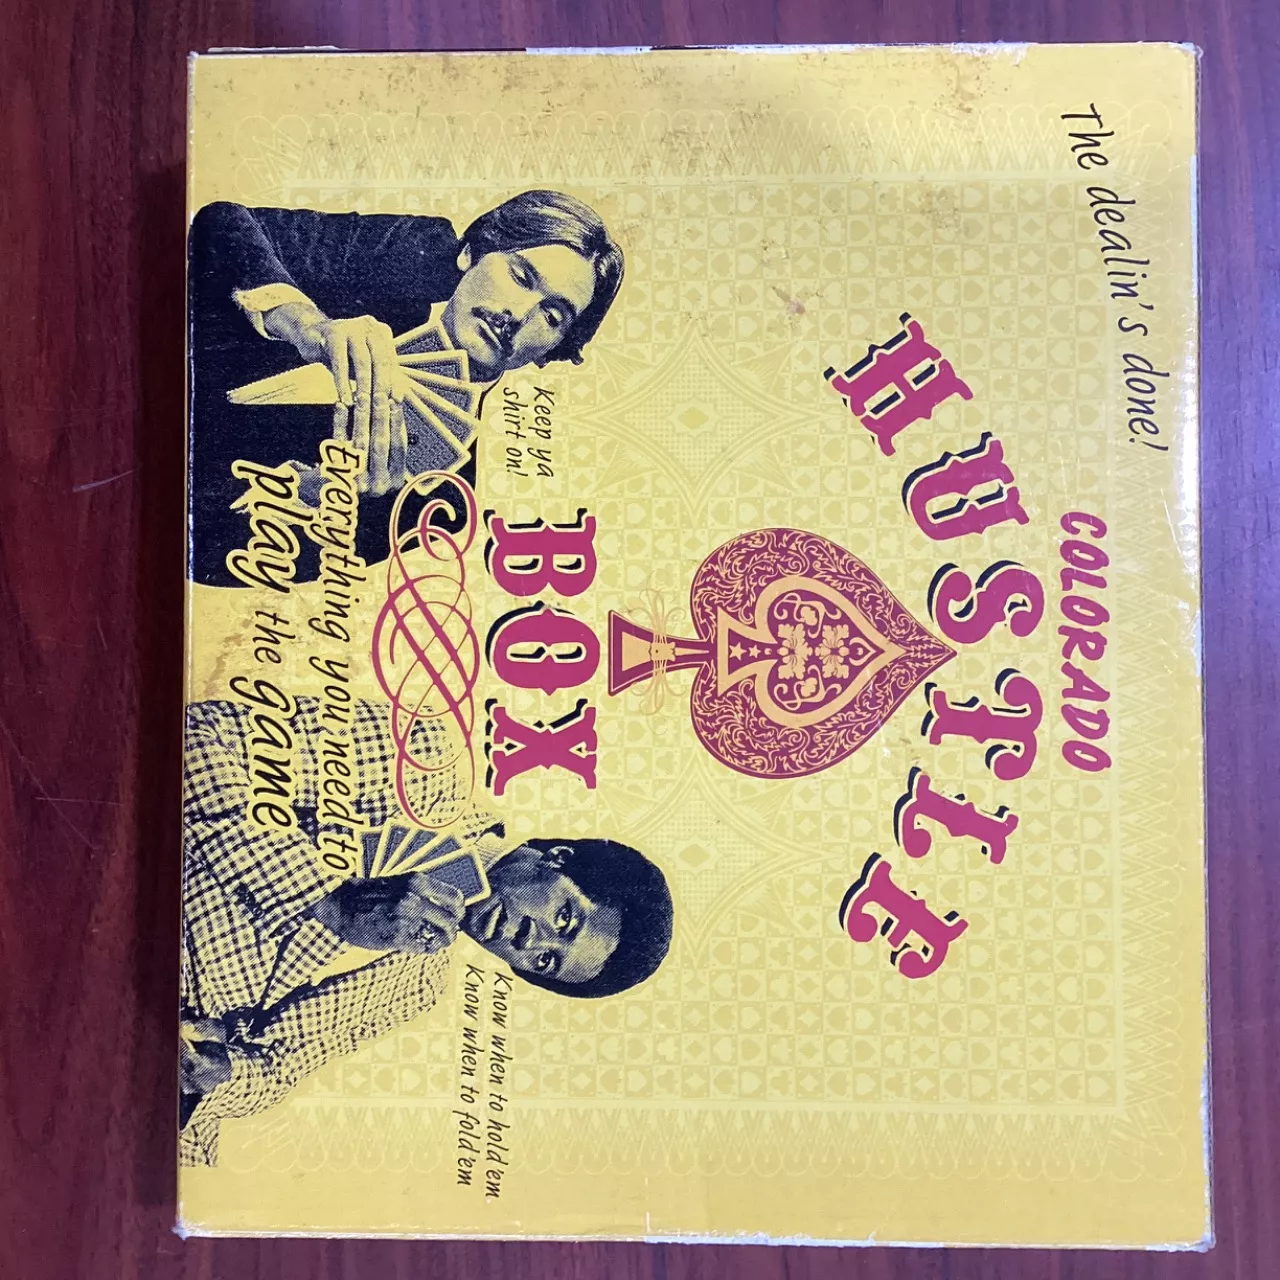 The dealin's done!
COLORADO
HUSTLE
BOX
Keep ya
shirt on!
Know when to hold'em
Know when to fold'em
Everything you need to
play the game